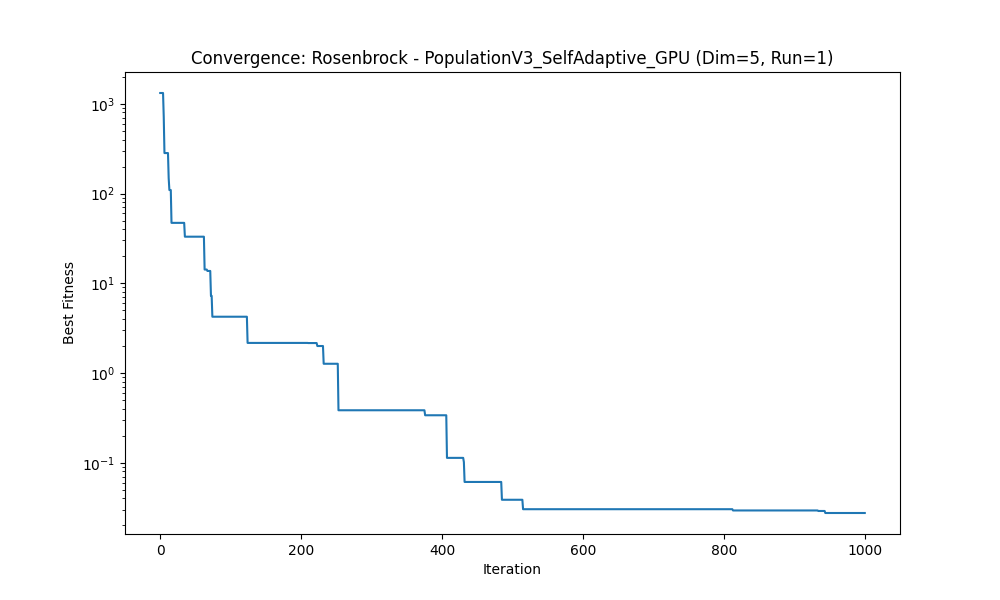 Convergence: Rosenbrock - PopulationV3_SelfAdaptive_GPU (Dim=5, Run=1)
Best Fitness
10³
10²
10¹
10⁰
10⁻¹
0 200 400 600 800 1000
Iteration